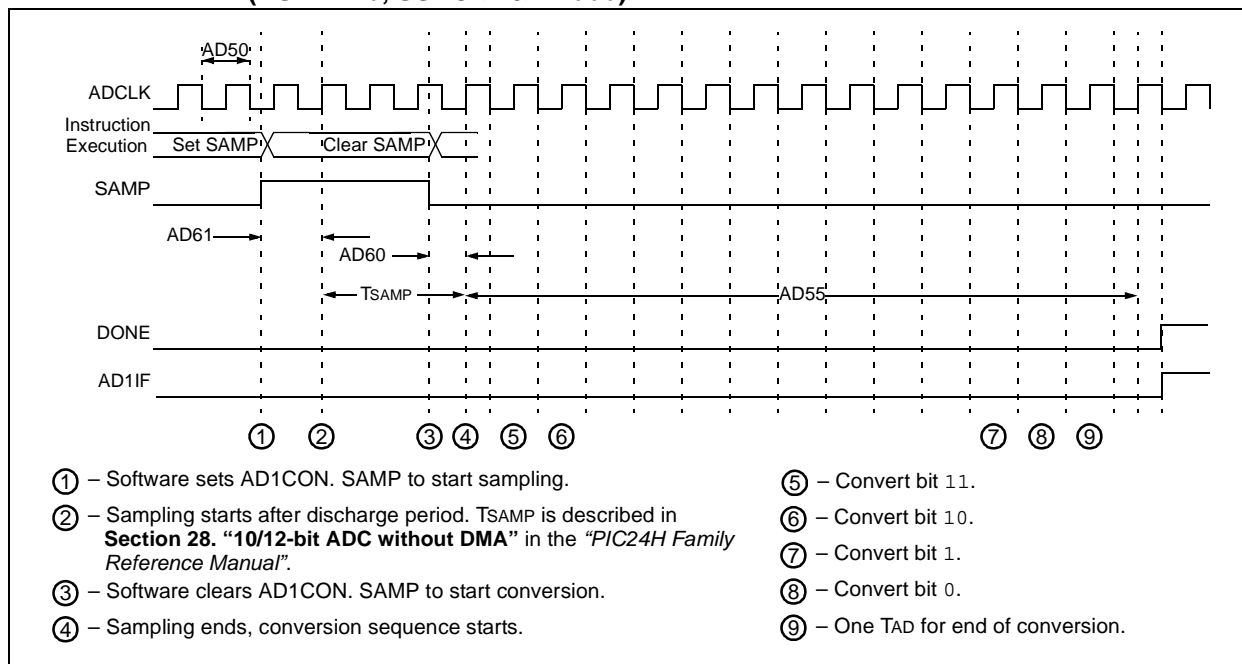 AD50
ADCLK
Instruction
Execution
Set SAMP
Clear SAMP
SAMP
AD61
AD60
TSAMP
AD55
DONE
AD1IF
1 2 3 4 5 6 7 8 9
1 – Software sets AD1CON. SAMP to start sampling.
2 – Sampling starts after discharge period. TSAMP is described in
Section 28. “10/12-bit ADC without DMA” in the “PIC24H Family
Reference Manual”.
3 – Software clears AD1CON. SAMP to start conversion.
4 – Sampling ends, conversion sequence starts.
5 – Convert bit 11.
6 – Convert bit 10.
7 – Convert bit 1.
8 – Convert bit 0.
9 – One TAD for end of conversion.